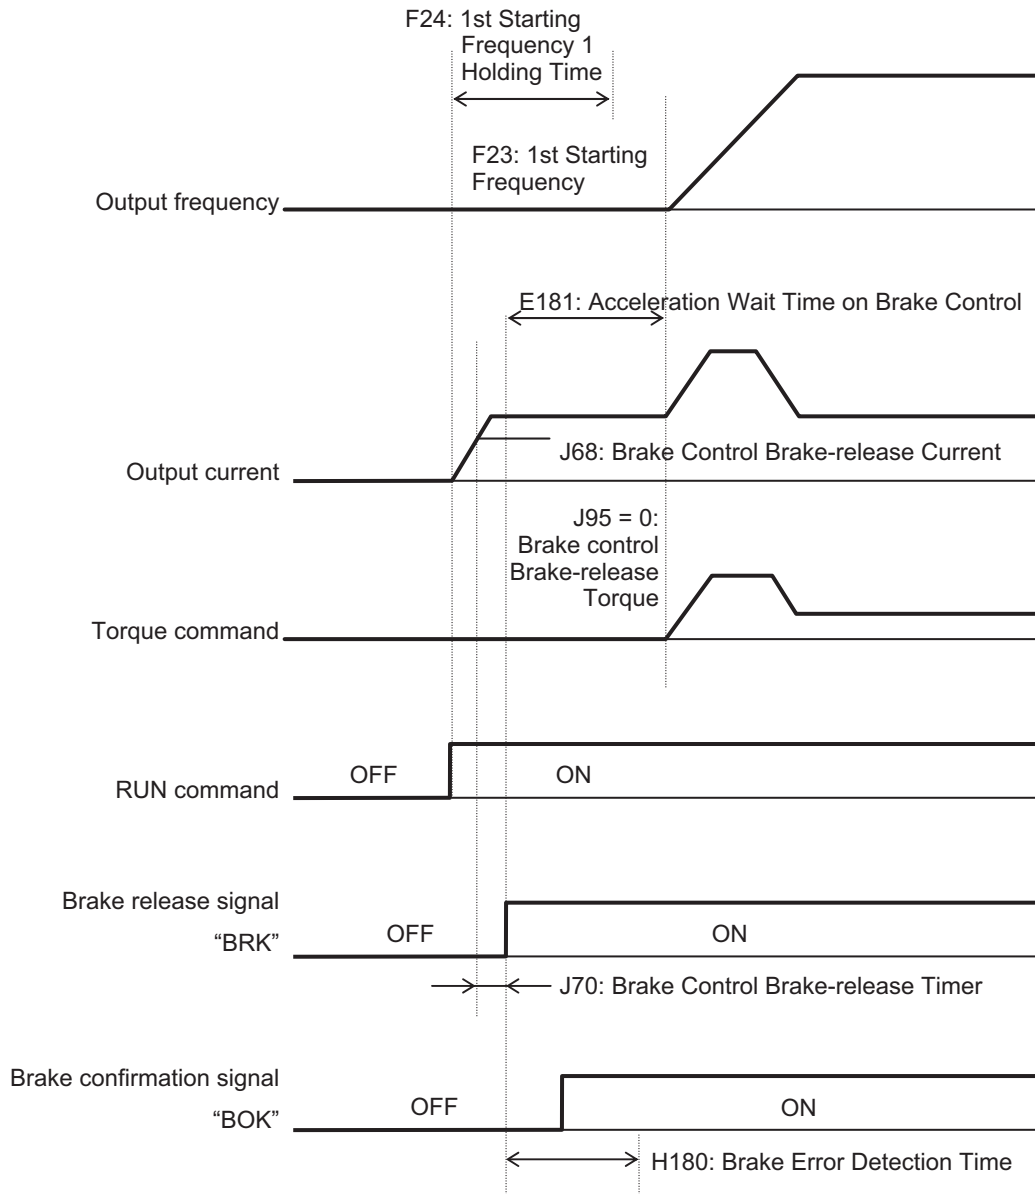 F24: 1st Starting
Frequency 1
Holding Time
F23: 1st Starting
Frequency
Output frequency
E181: Acceleration Wait Time on Brake Control
J68: Brake Control Brake-release Current
Output current
J95 = 0:
Brake control
Brake-release
Torque
Torque command
OFF
ON
RUN command
Brake release signal
“BRK”
OFF
ON
J70: Brake Control Brake-release Timer
Brake confirmation signal
“BOK”
OFF
ON
H180: Brake Error Detection Time